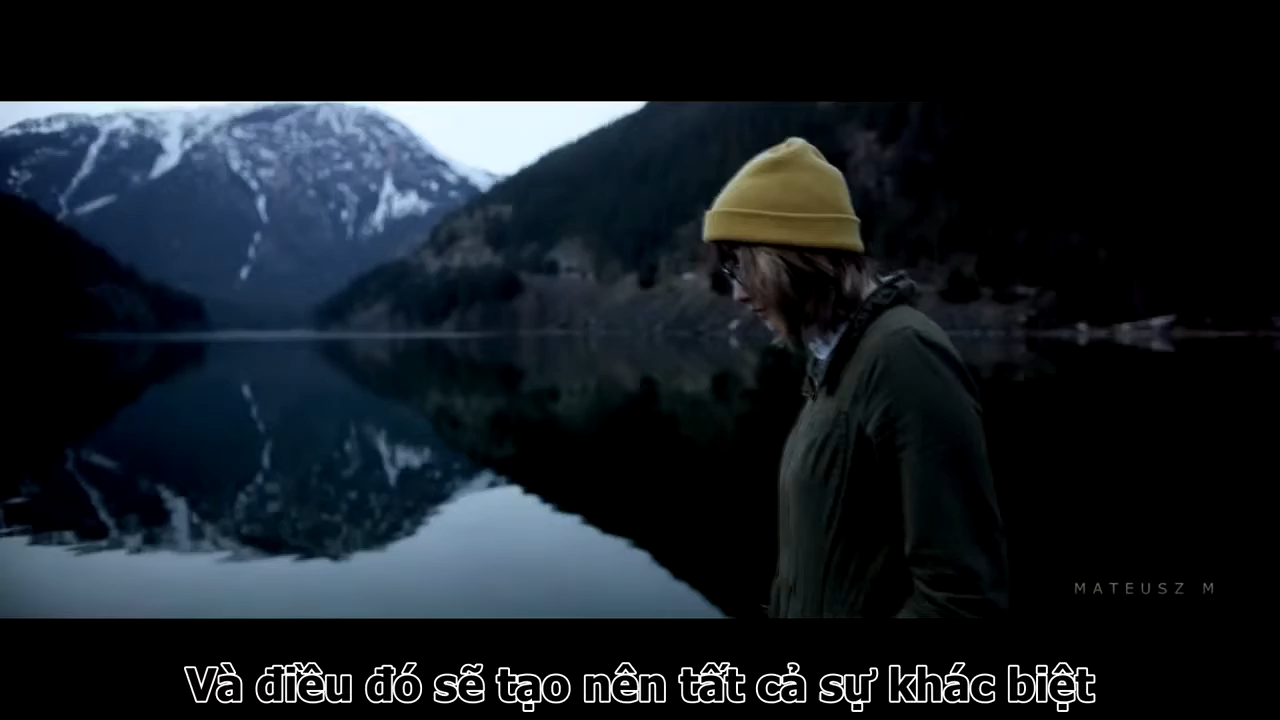 MATEUSZ M
Và điều đó sẽ tạo nên tất cả sự khác biệt